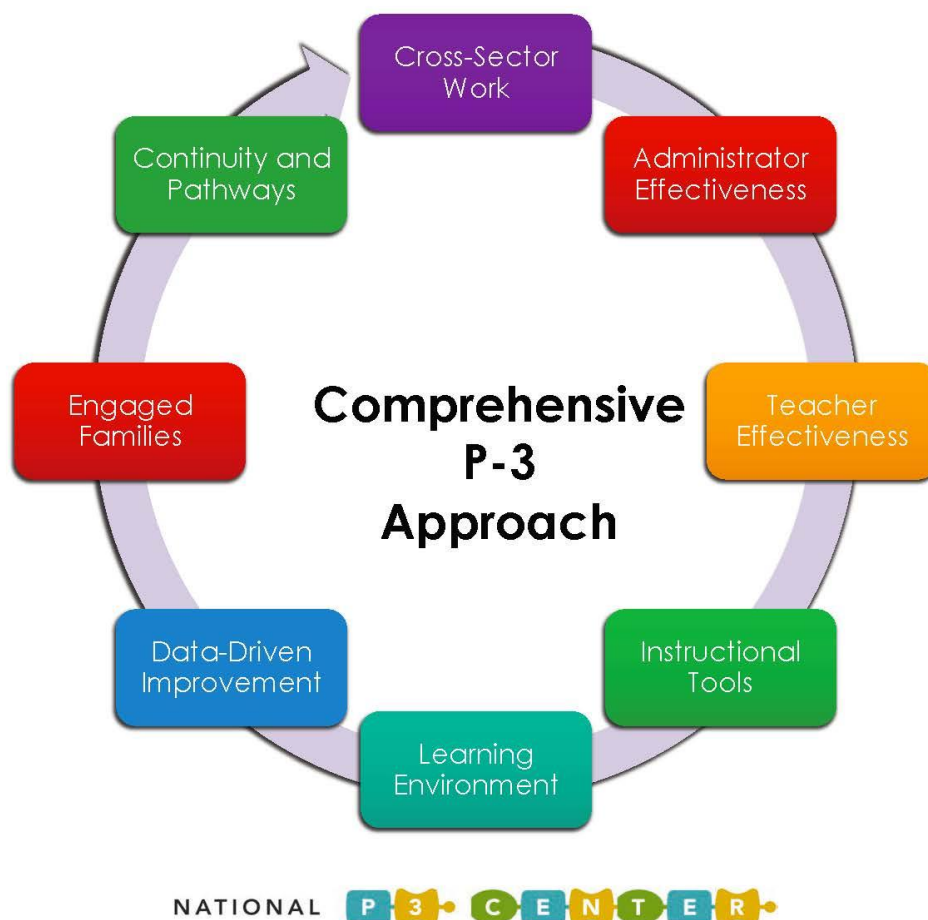 Cross-Sector
Work
Administrator
Effectiveness
Teacher
Effectiveness
Instructional
Tools
Learning
Environment
Data-Driven
Improvement
Engaged
Families
Continuity and
Pathways
Comprehensive
P-3
Approach
NATIONAL P 3 CENTER